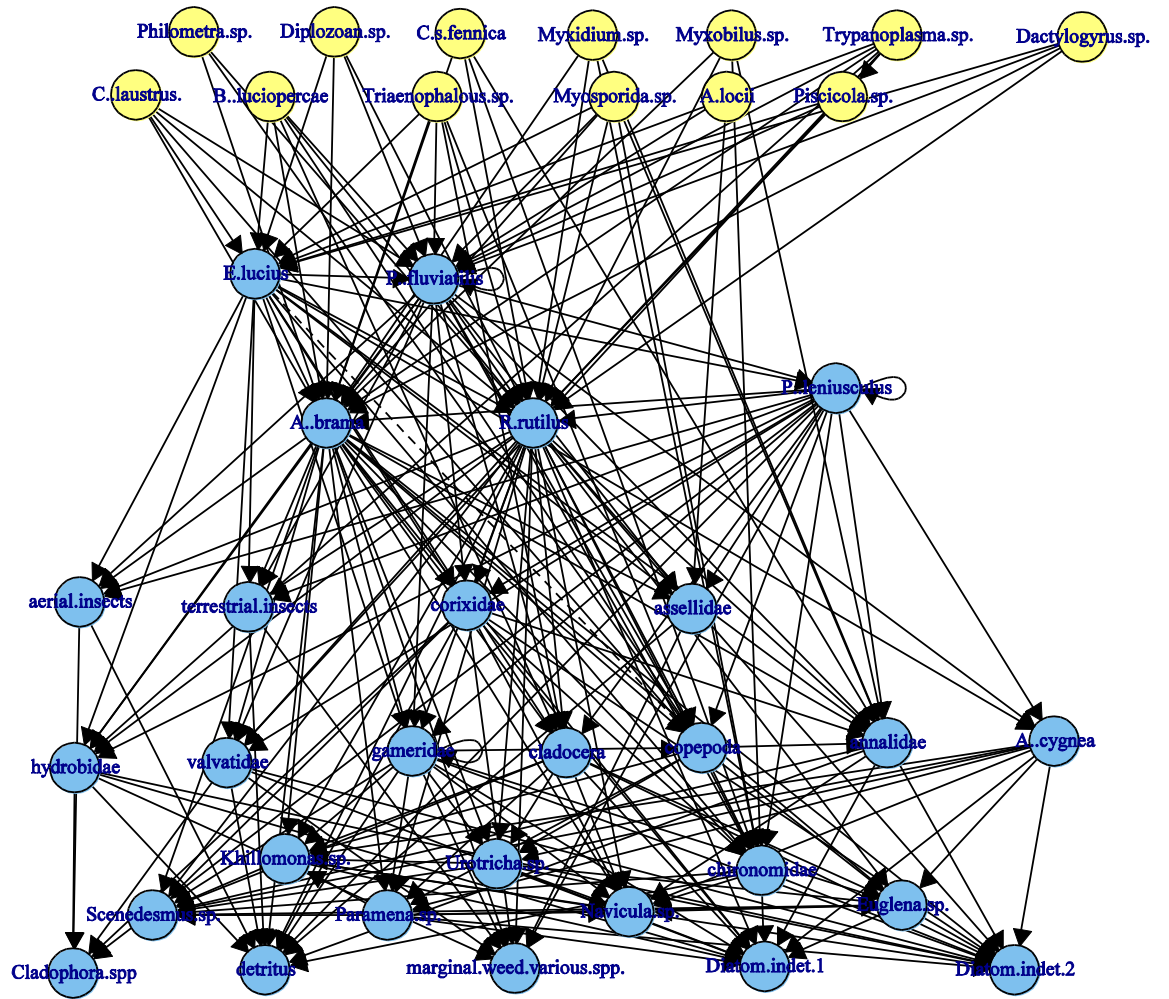 Philometra.sp.
Diplozoan.sp.
C.s.fennica
Myxidium.sp.
Myxobilus.sp.
Trypanoplasma.sp.
Dactylogyrus.sp.
C..laustrus.
B..luciopercae
Triaenophalous.sp.
Myosporida.sp.
A.locii
Piscicola.sp.
E.lucius
P..fluviatilis
P..leniusculus
A..brama
R.rutilus
aerial.insects
terrestrial.insects
corixidae
assellidae
hydrobidae
valvatidae
gameridae
cladocera
copepoda
annalidae
A..cygnea
Khillomonas.sp.
Urotricha.sp.
chironomidae
Scenedesmus.sp.
Paramena.sp.
Navicula.sp.
Euglena.sp.
Cladophora.spp
detritus
marginal.weed.various.spp.
Diatom.indet.1
Diatom.indet.2